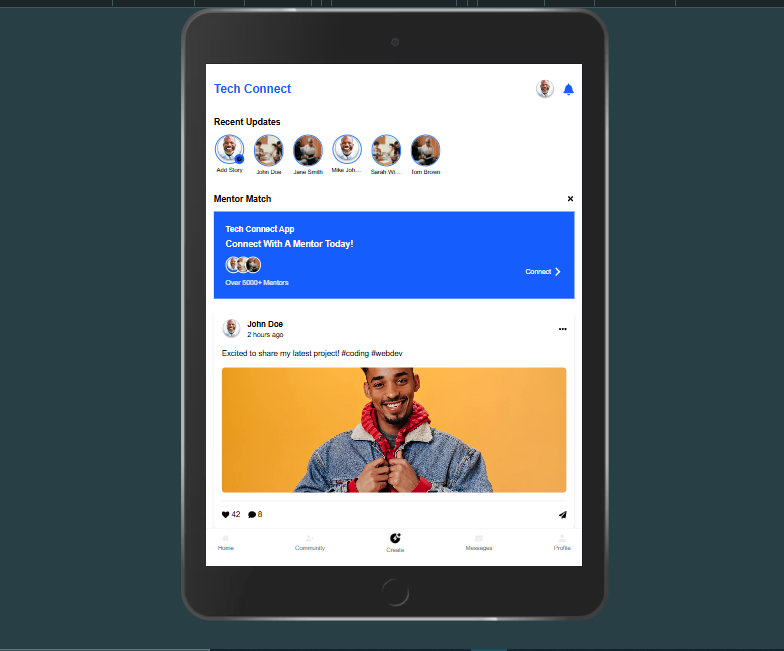 Tech Connect
Recent Updates
Add Story
John Doe
Jane Smith
Mike Joh...
Sarah Wi...
Tom Brown
Mentor Match
Tech Connect App
Connect With A Mentor Today!
Connect
Over 5000+ Mentors
John Doe
2 hours ago
Excited to share my latest project! #coding #webdev
42
8
Home
Community
Create
Messages
Profile